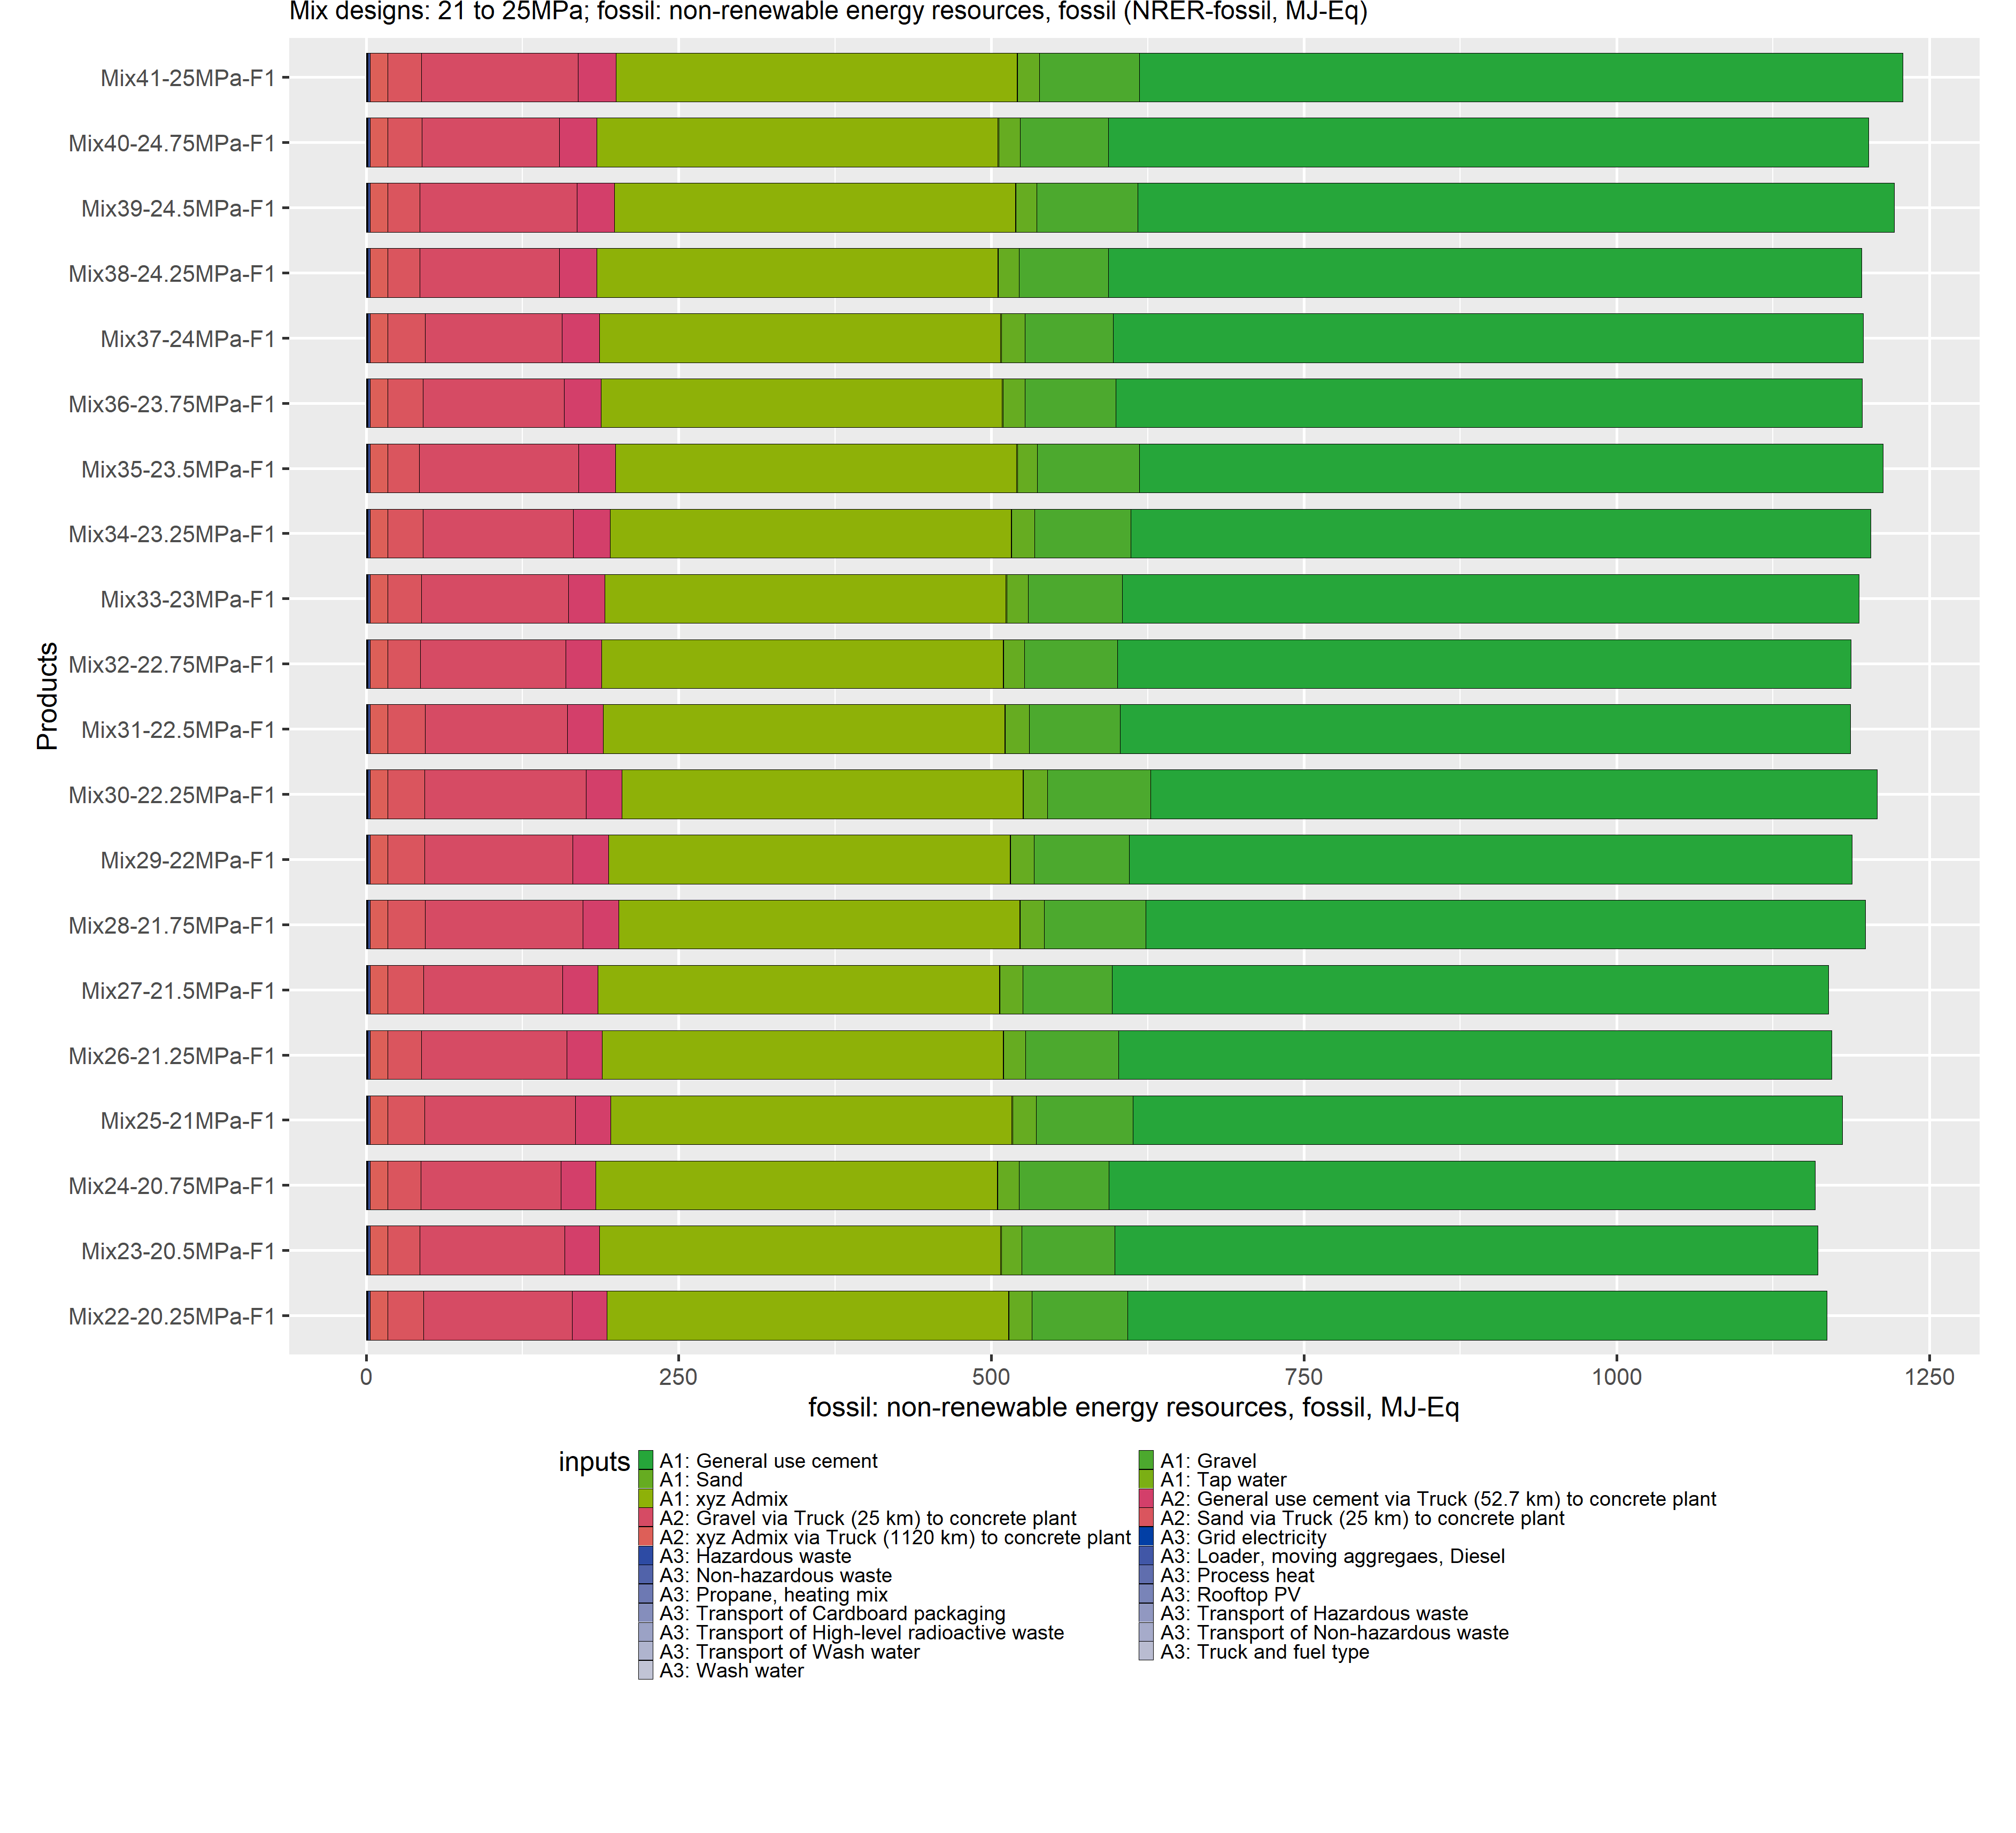 Mix designs: 21 to 25MPa; fossil: non-renewable energy resources, fossil (NRER-fossil, MJ-Eq)
Products
Mix41-25MPa-F1
Mix40-24.75MPa-F1
Mix39-24.5MPa-F1
Mix38-24.25MPa-F1
Mix37-24MPa-F1
Mix36-23.75MPa-F1
Mix35-23.5MPa-F1
Mix34-23.25MPa-F1
Mix33-23MPa-F1
Mix32-22.75MPa-F1
Mix31-22.5MPa-F1
Mix30-22.25MPa-F1
Mix29-22MPa-F1
Mix28-21.75MPa-F1
Mix27-21.5MPa-F1
Mix26-21.25MPa-F1
Mix25-21MPa-F1
Mix24-20.75MPa-F1
Mix23-20.5MPa-F1
Mix22-20.25MPa-F1
0 250 500 750 1000 1250
fossil: non-renewable energy resources, fossil, MJ-Eq
inputs
A1: General use cement A1: Gravel
A1: Sand A1: Tap water
A1: xyz Admix A2: General use cement via Truck (52.7 km) to concrete plant
A2: Gravel via Truck (25 km) to concrete plant A2: Sand via Truck (25 km) to concrete plant
A2: xyz Admix via Truck (1120 km) to concrete plant A3: Grid electricity
A3: Hazardous waste A3: Loader, moving aggregaes, Diesel
A3: Non-hazardous waste A3: Process heat
A3: Propane, heating mix A3: Rooftop PV
A3: Transport of Cardboard packaging A3: Transport of Hazardous waste
A3: Transport of High-level radioactive waste A3: Transport of Non-hazardous waste
A3: Transport of Wash water A3: Truck and fuel type
A3: Wash water